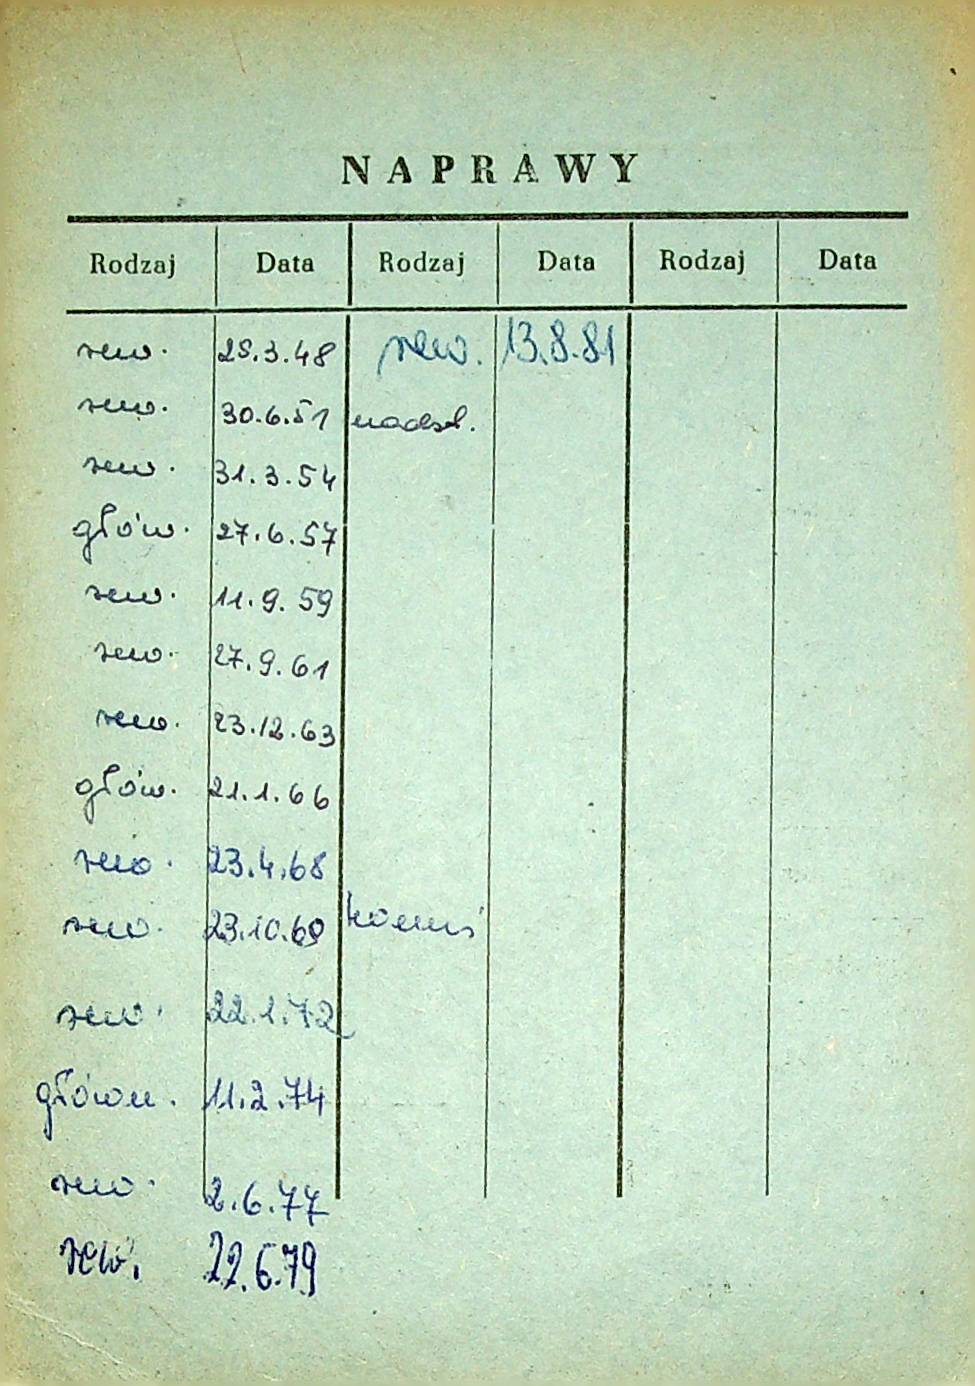 NAPRAWY
Rodzaj Data Rodzaj Data Rodzaj Data
rew. 25.3.48 rew. 13.8.81
rew. 30.6.51 nadzł.
rew. 31.3.54
głów. 27.6.57
rew. 11.9.59
rew. 27.9.61
rew. 23.12.63
głów. 21.1.66
rew. 23.4.68
rew. 23.10.69
rew. 22.1.72
główn. 11.2.74
rew. 2.6.77
rew. 22.6.79